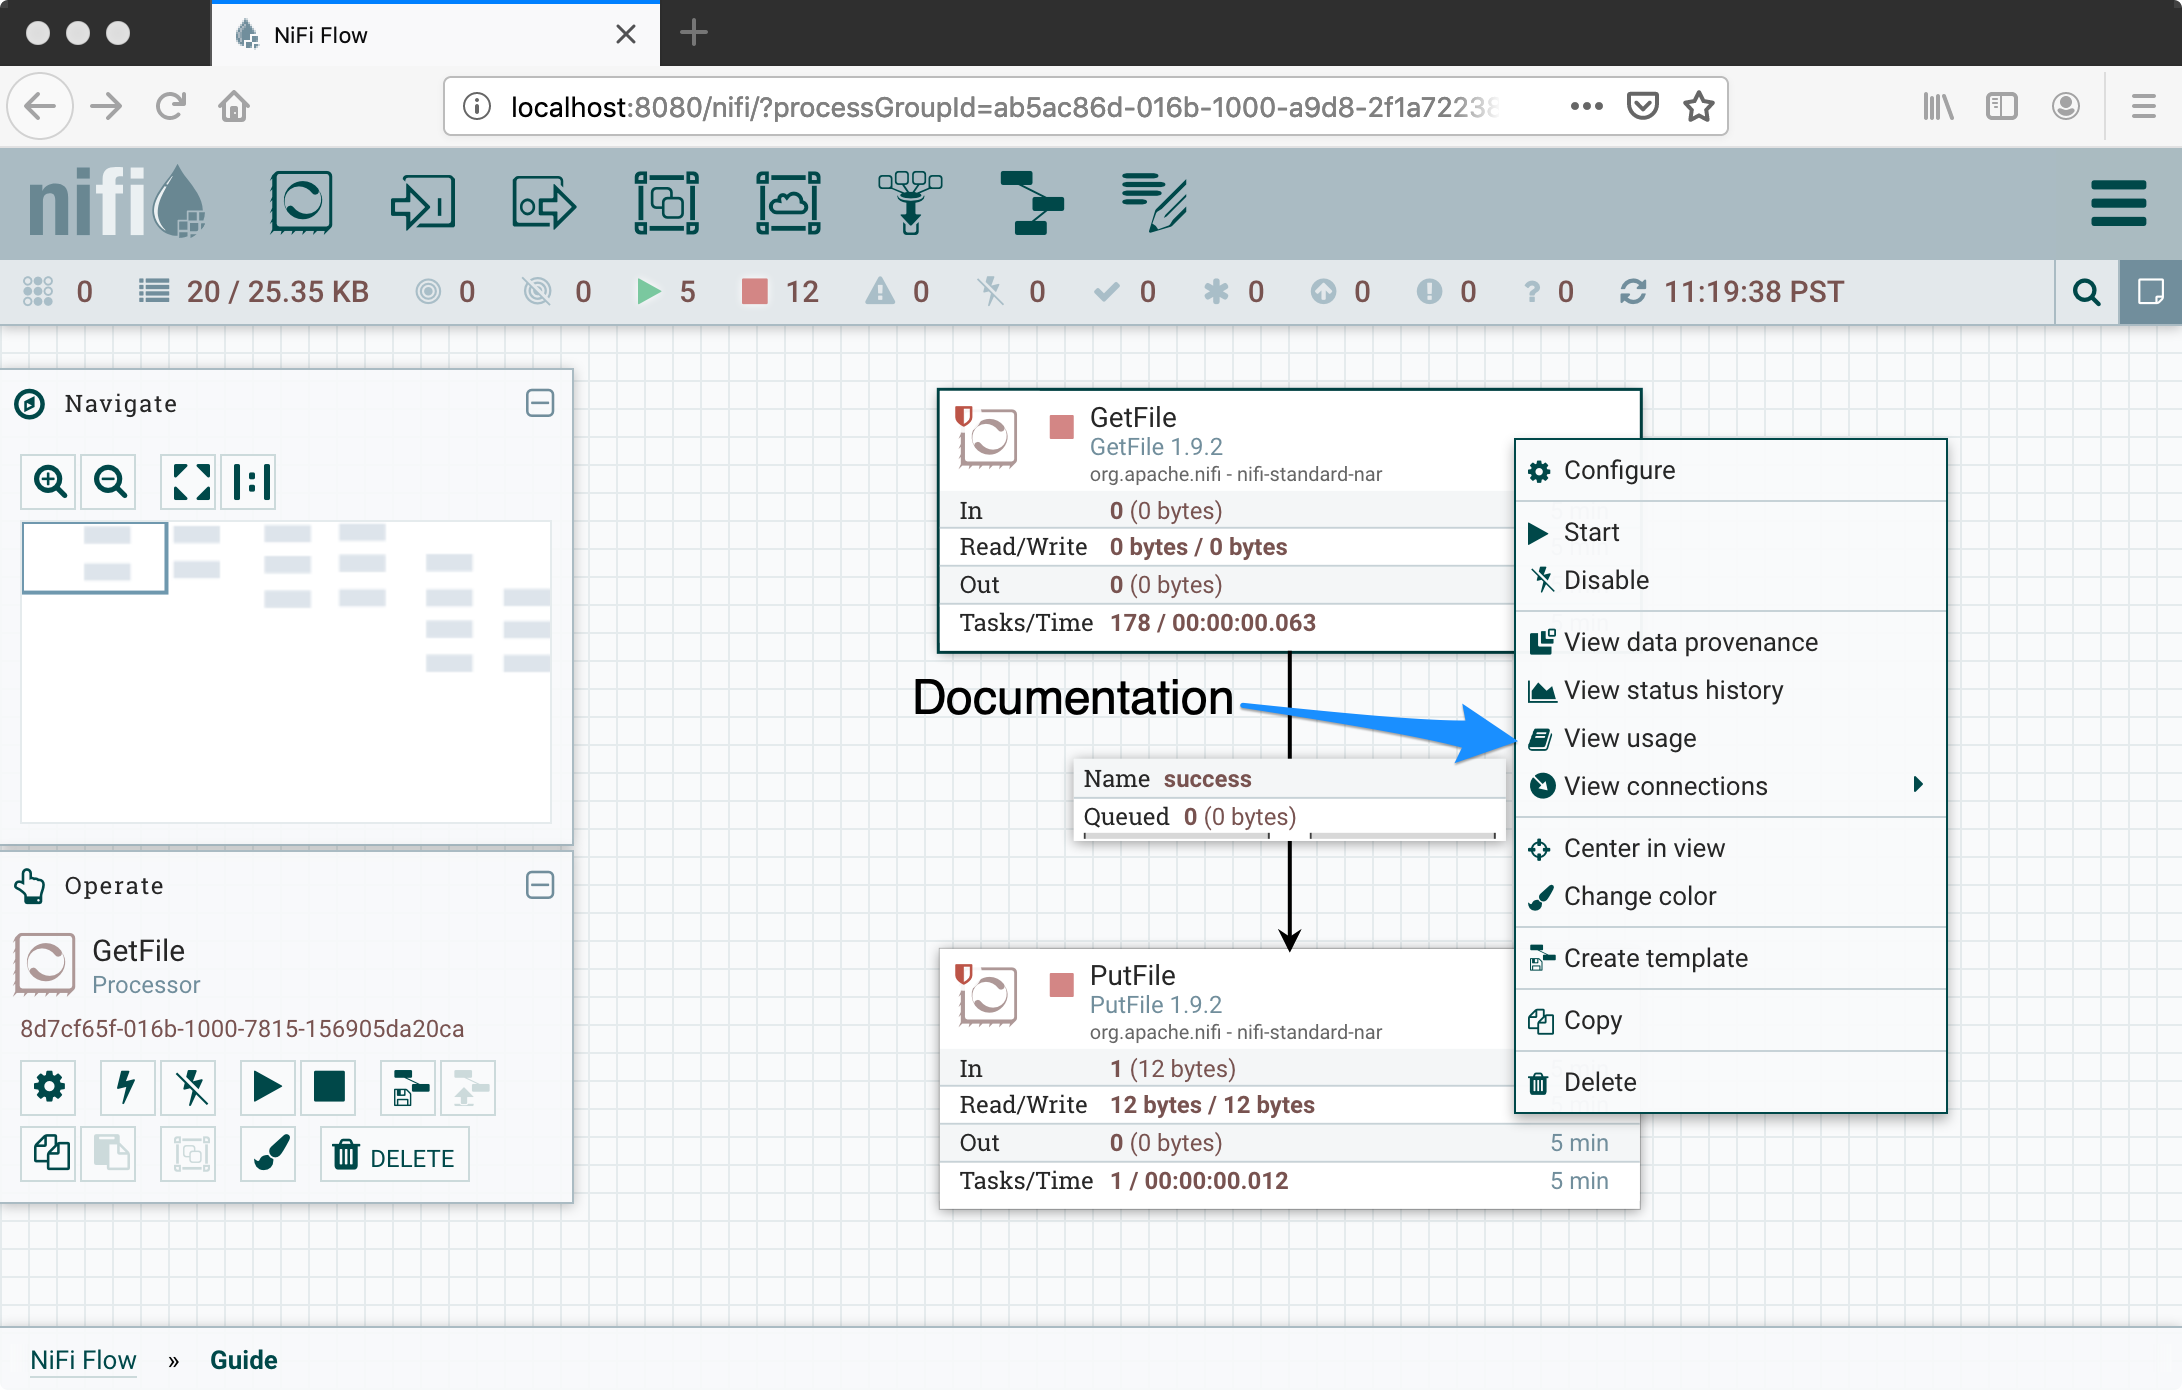 NiFi Flow
localhost:8080/nifi/?processGroupId=ab5ac86d-016b-1000-a9d8-2f1a72238
nifi
0
20 / 25.35 KB
0
0
5
12
0
0
0
0
0
0
? 0
11:19:38 PST
Navigate
Operate
GetFile
Processor
8d7cf65f-016b-1000-7815-156905da20ca
DELETE
GetFile
GetFile 1.9.2
org.apache.nifi - nifi-standard-nar
In 0 (0 bytes)
Read/Write 0 bytes / 0 bytes
Out 0 (0 bytes)
Tasks/Time 178 / 00:00:00.063
Documentation
Name success
Queued 0 (0 bytes)
PutFile
PutFile 1.9.2
org.apache.nifi - nifi-standard-nar
In 1 (12 bytes)
Read/Write 12 bytes / 12 bytes
Out 0 (0 bytes) 5 min
Tasks/Time 1 / 00:00:00.012 5 min
Configure
Start
Disable
View data provenance
View status history
View usage
View connections
Center in view
Change color
Create template
Copy
Delete
NiFi Flow » Guide